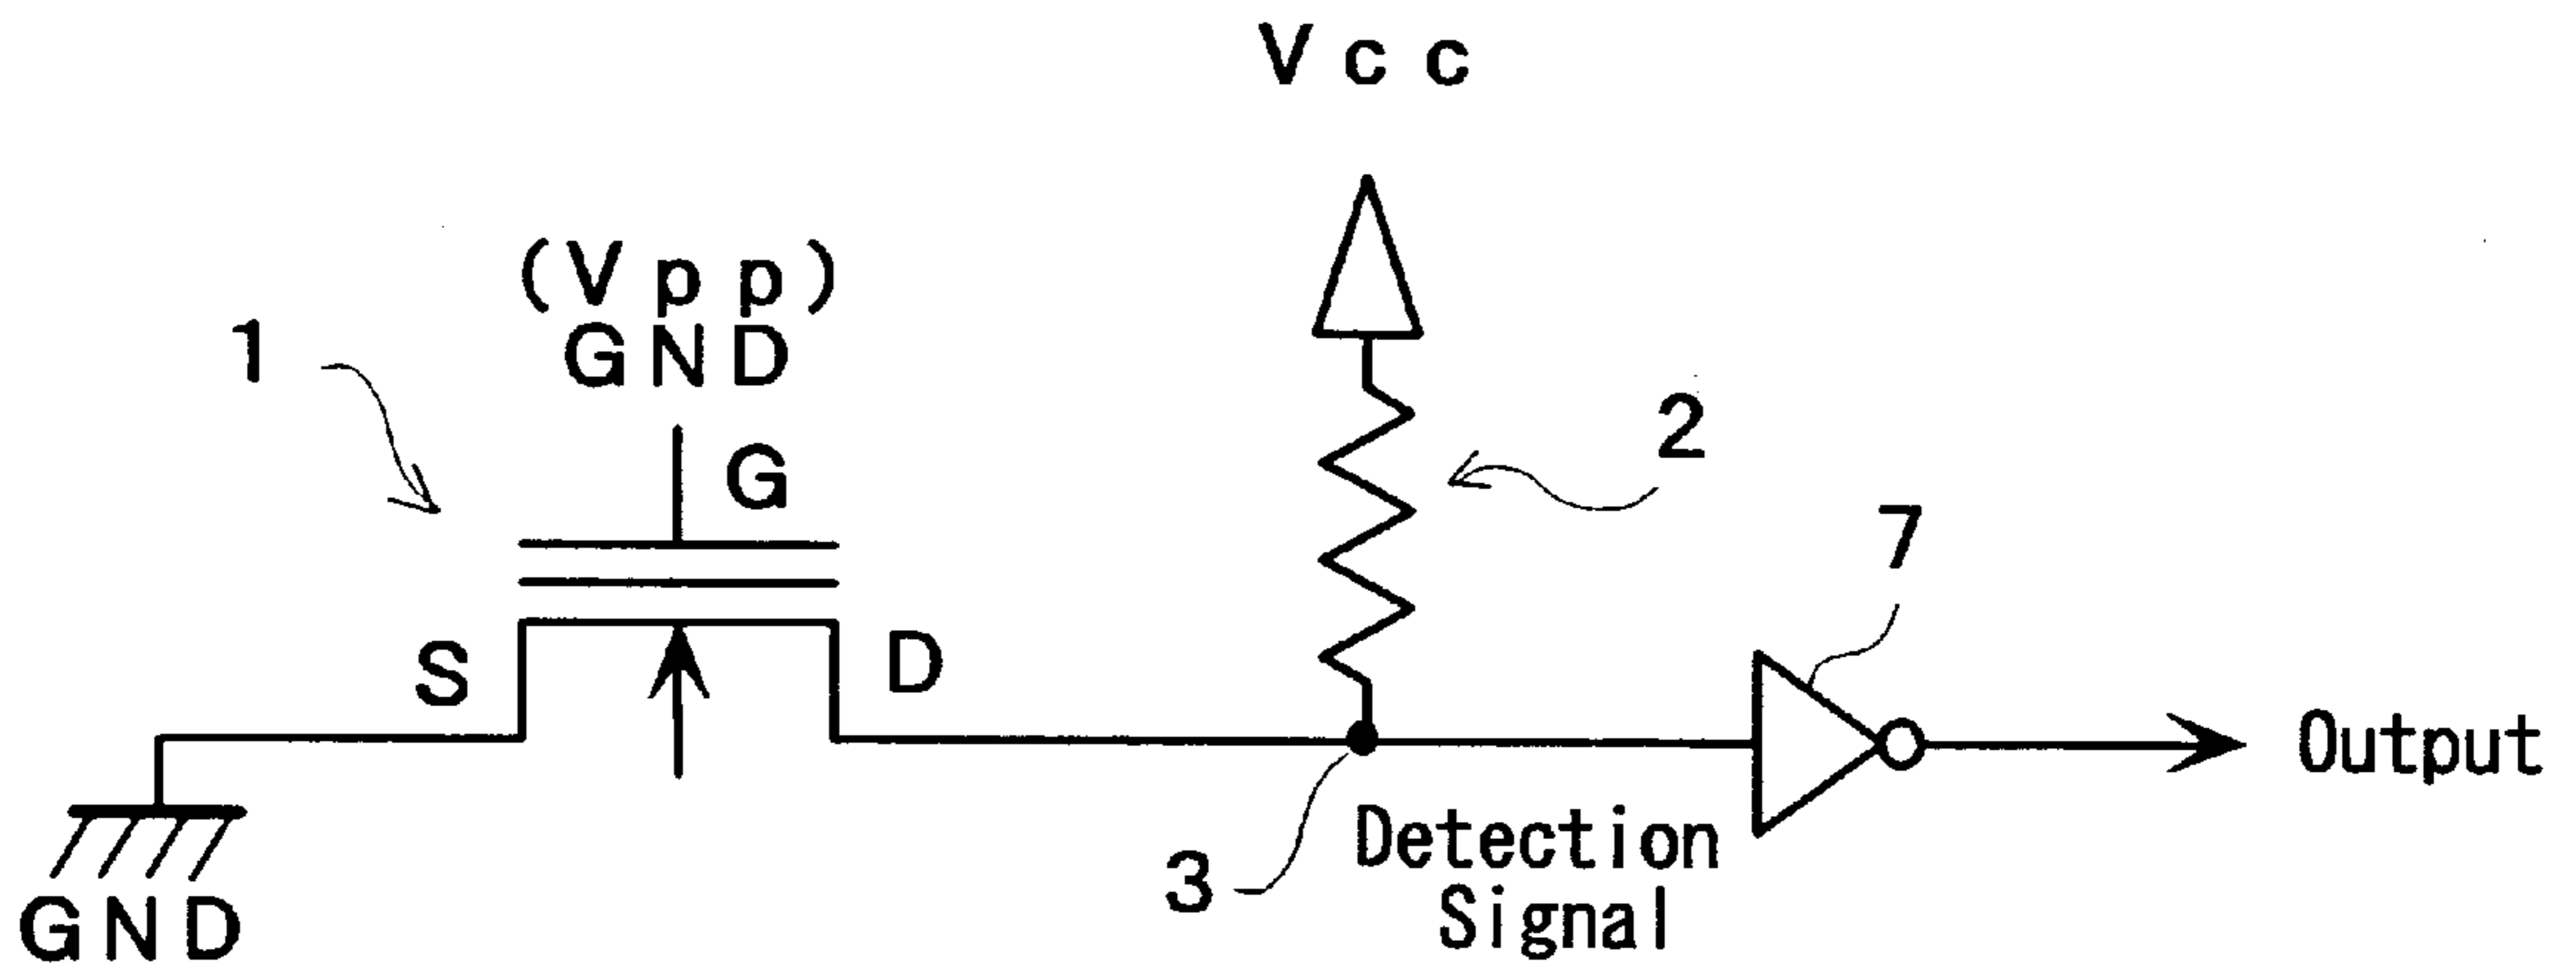 Vcc
(Vpp)
GND
1
G
2
7
S
D
Output
3
Detection
Signal
GND